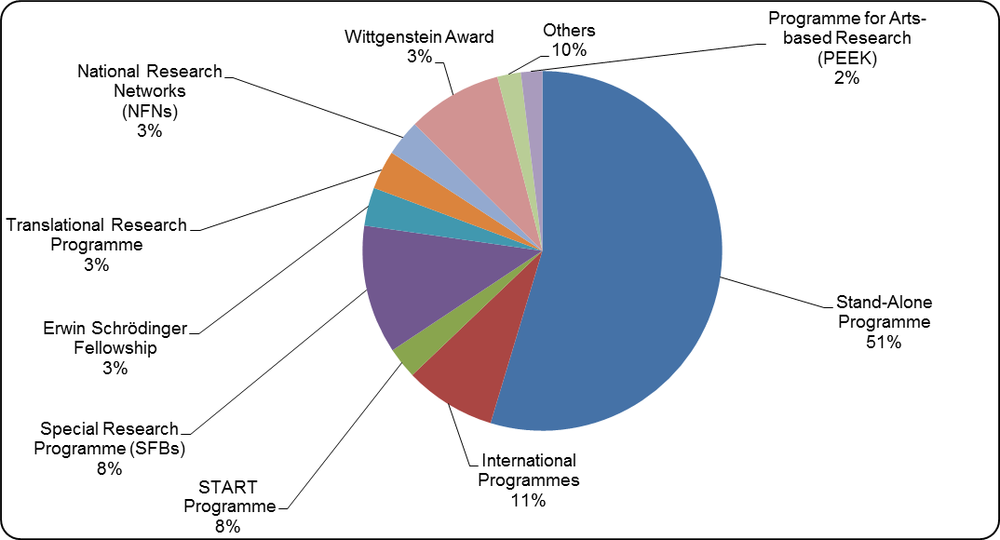 Programme for Arts-
based Research
(PEEK)
2%
Others
10%
Wittgenstein Award
3%
National Research
Networks
(NFNs)
3%
Translational Research
Programme
3%
Erwin Schrödinger
Fellowship
3%
Special Research
Programme (SFBs)
8%
START
Programme
8%
International
Programmes
11%
Stand-Alone
Programme
51%